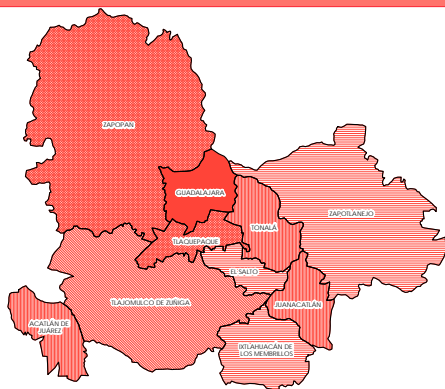 ZAPOPAN
GUADALAJARA
ZAPOTLANEJO
TONALÁ
TLAQUEPAQUE
EL SALTO
TLAJOMULCO DE ZÚÑIGA
JUANACATLÁN
ACATLÁN DE
JUÁREZ
IXTLAHUACÁN DE
LOS MEMBRILLOS